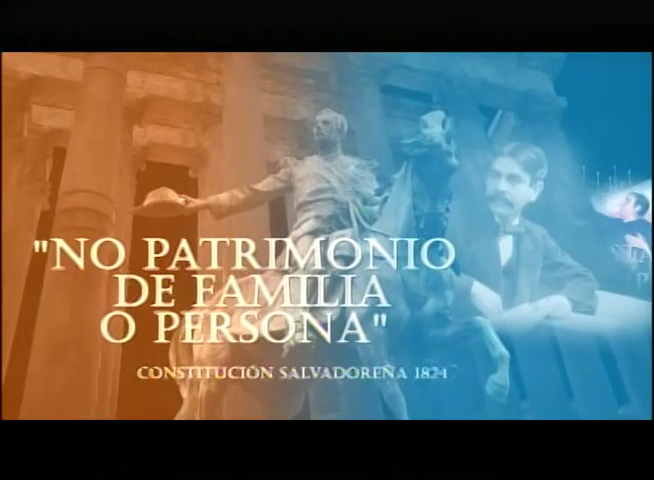 "NO PATRIMONIO
DE FAMILIA
O PERSONA"
CONSTITUCIÓN SALVADOREÑA 1824